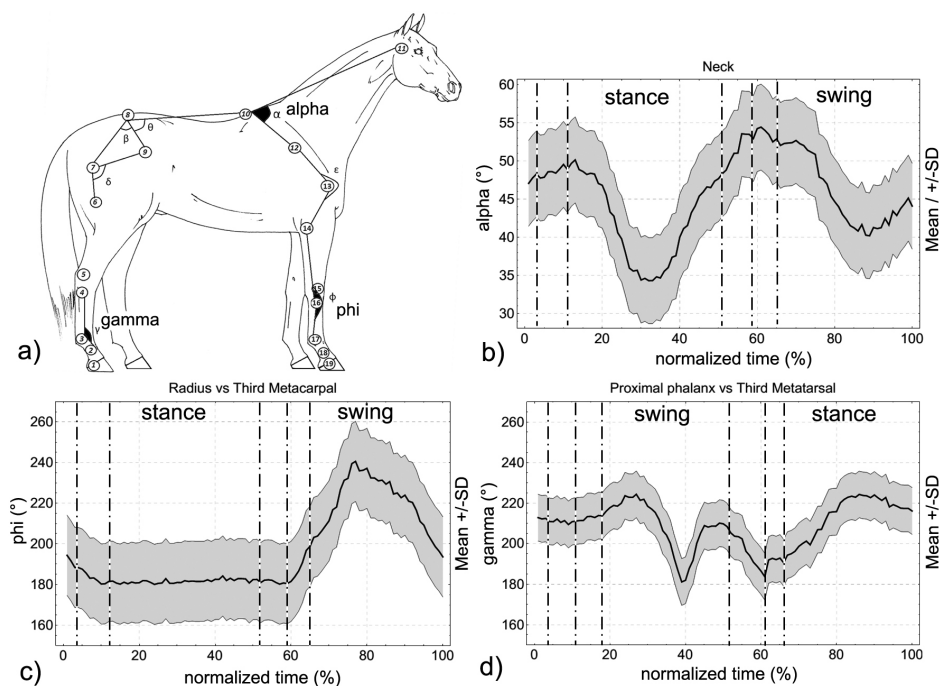 a)
11
8
10
α
alpha
θ
β
12
9
7
ε
13
δ
6
14
5
4
15
16
ϕ
phi
γ
gamma
3
2
1
17
18
19
Neck
stance
swing
60
55
50
45
40
35
30
alpha (°)
Mean / +/-SD
0 20 40 60 80 100
normalized time (%)
b)
Radius vs Third Metacarpal
stance
swing
260
240
220
200
180
160
phi (°)
Mean +/-SD
0 20 40 60 80 100
normalized time (%)
c)
Proximal phalanx vs Third Metatarsal
swing
stance
260
240
220
200
180
160
gamma (°)
Mean +/-SD
0 20 40 60 80 100
normalized time (%)
d)